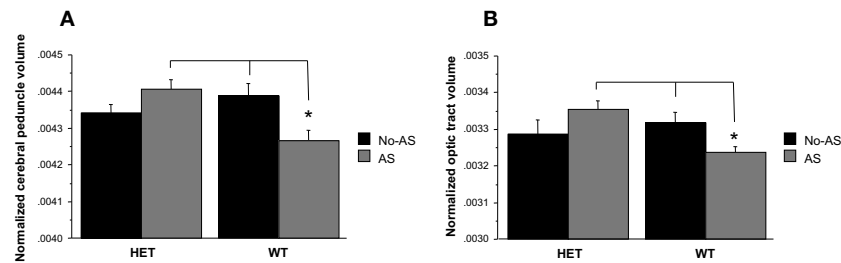 A
Normalized cerebral peduncle volume
.0045
.0044
.0043
.0042
.0041
.0040
*
HET
WT
No-AS
AS
B
Normalized optic tract volume
.0035
.0034
.0033
.0032
.0031
.0030
*
HET
WT
No-AS
AS